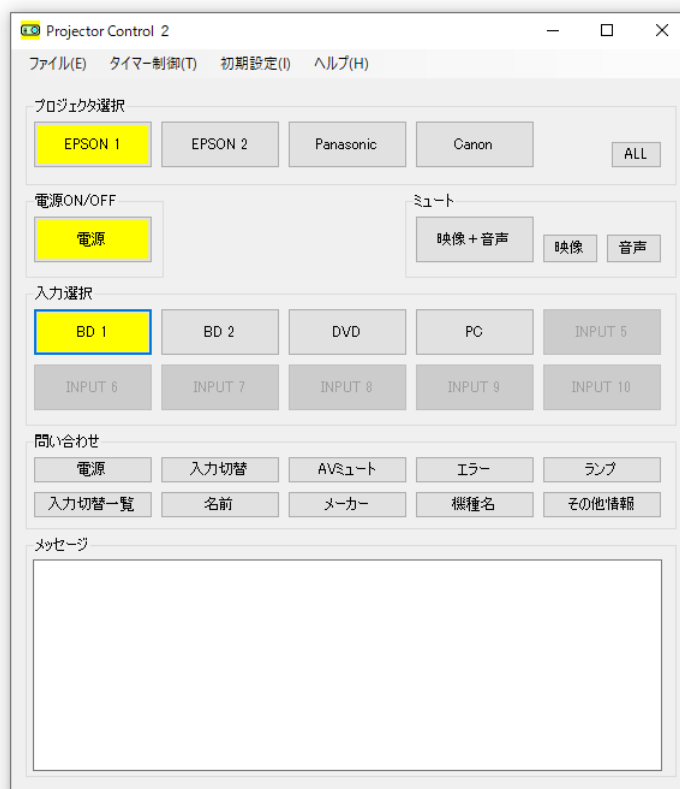 Projector Control 2
ファイル(E) タイマー制御(T) 初期設定(I) ヘルプ(H)
プロジェクタ選択
EPSON 1 EPSON 2 Panasonic Canon ALL
電源ON/OFF ミュート
電源 映像＋音声 映像 音声
入力選択
BD 1 BD 2 DVD PC INPUT 5
INPUT 6 INPUT 7 INPUT 8 INPUT 9 INPUT 10
問い合わせ
電源 入力切替 AVミュート エラー ランプ
入力切替一覧 名前 メーカー 機種名 その他情報
メッセージ